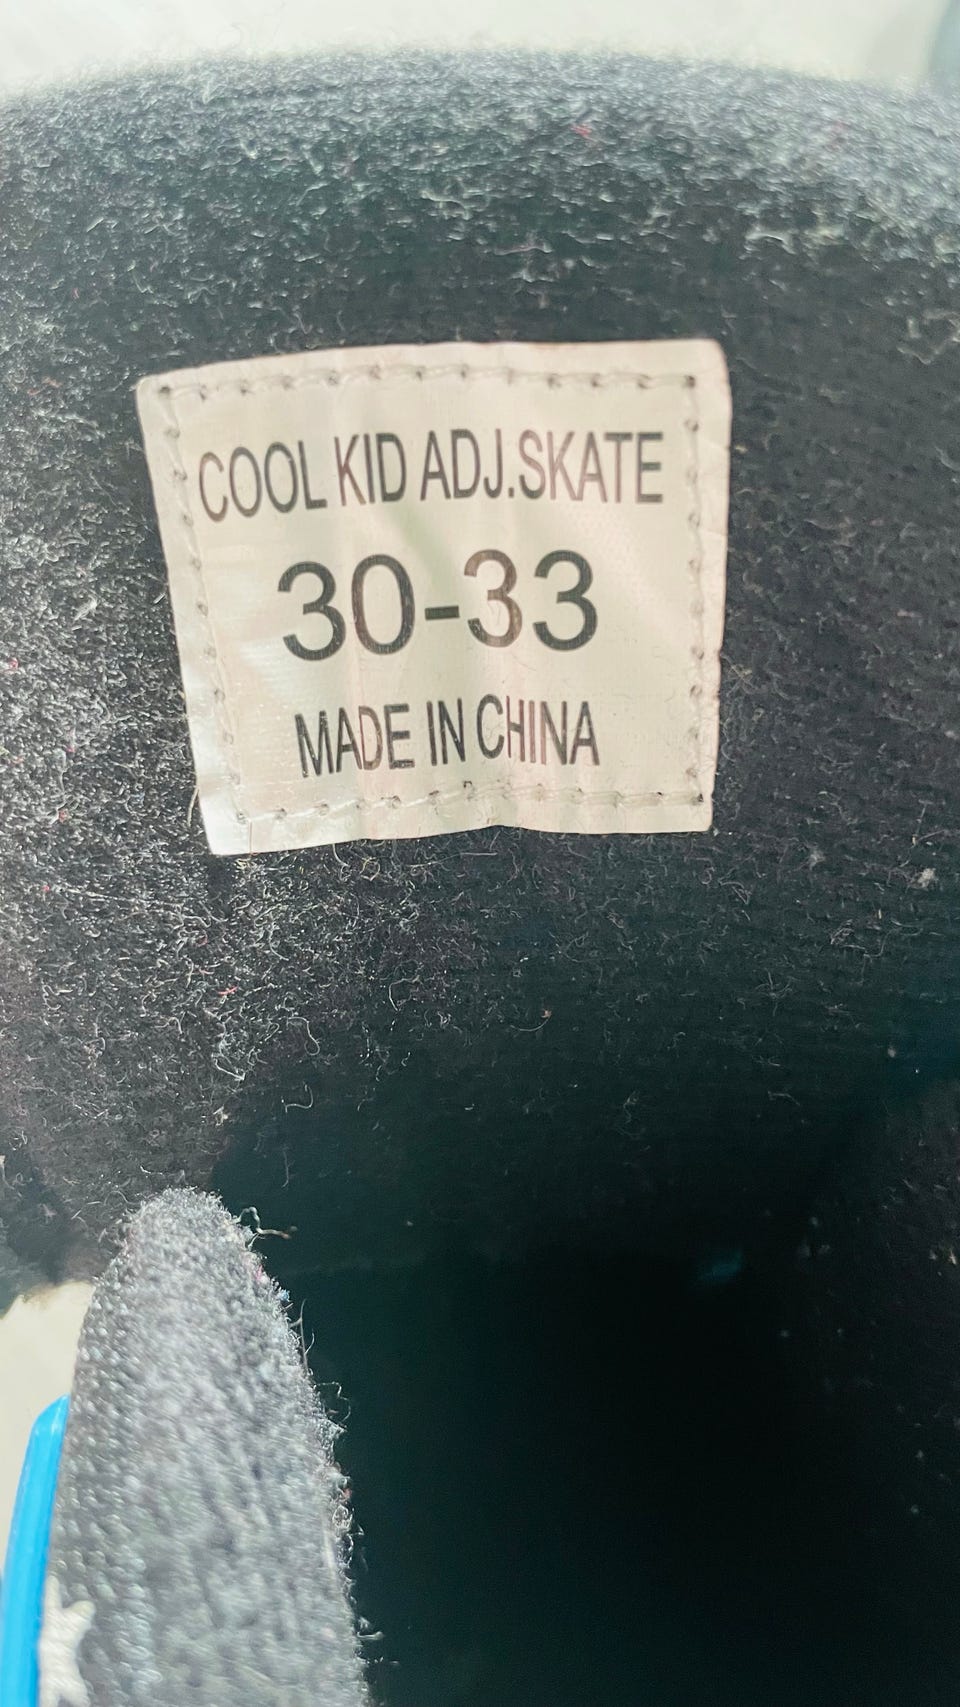 COOL KID ADJ.SKATE
30-33
MADE IN CHINA